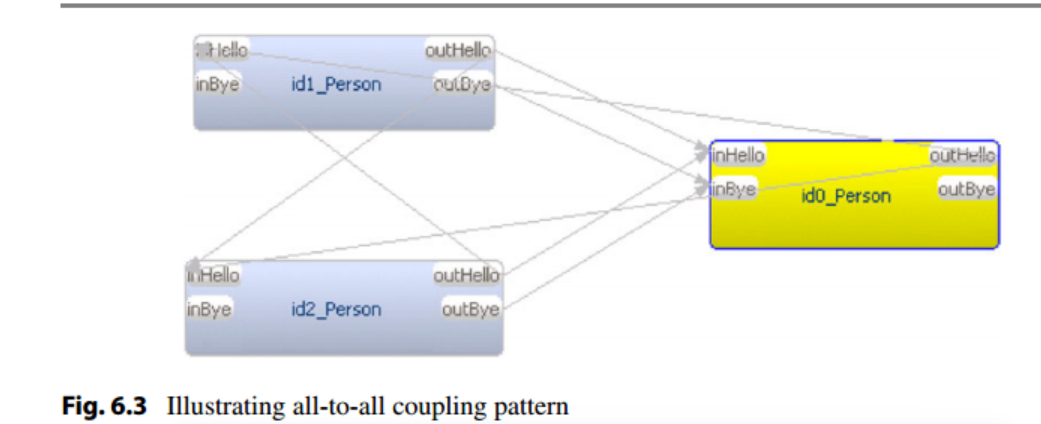 inHello outHello
inBye id1_Person outBye
inHello outHello
inBye id0_Person outBye
inHello outHello
inBye id2_Person outBye
Fig. 6.3 Illustrating all-to-all coupling pattern